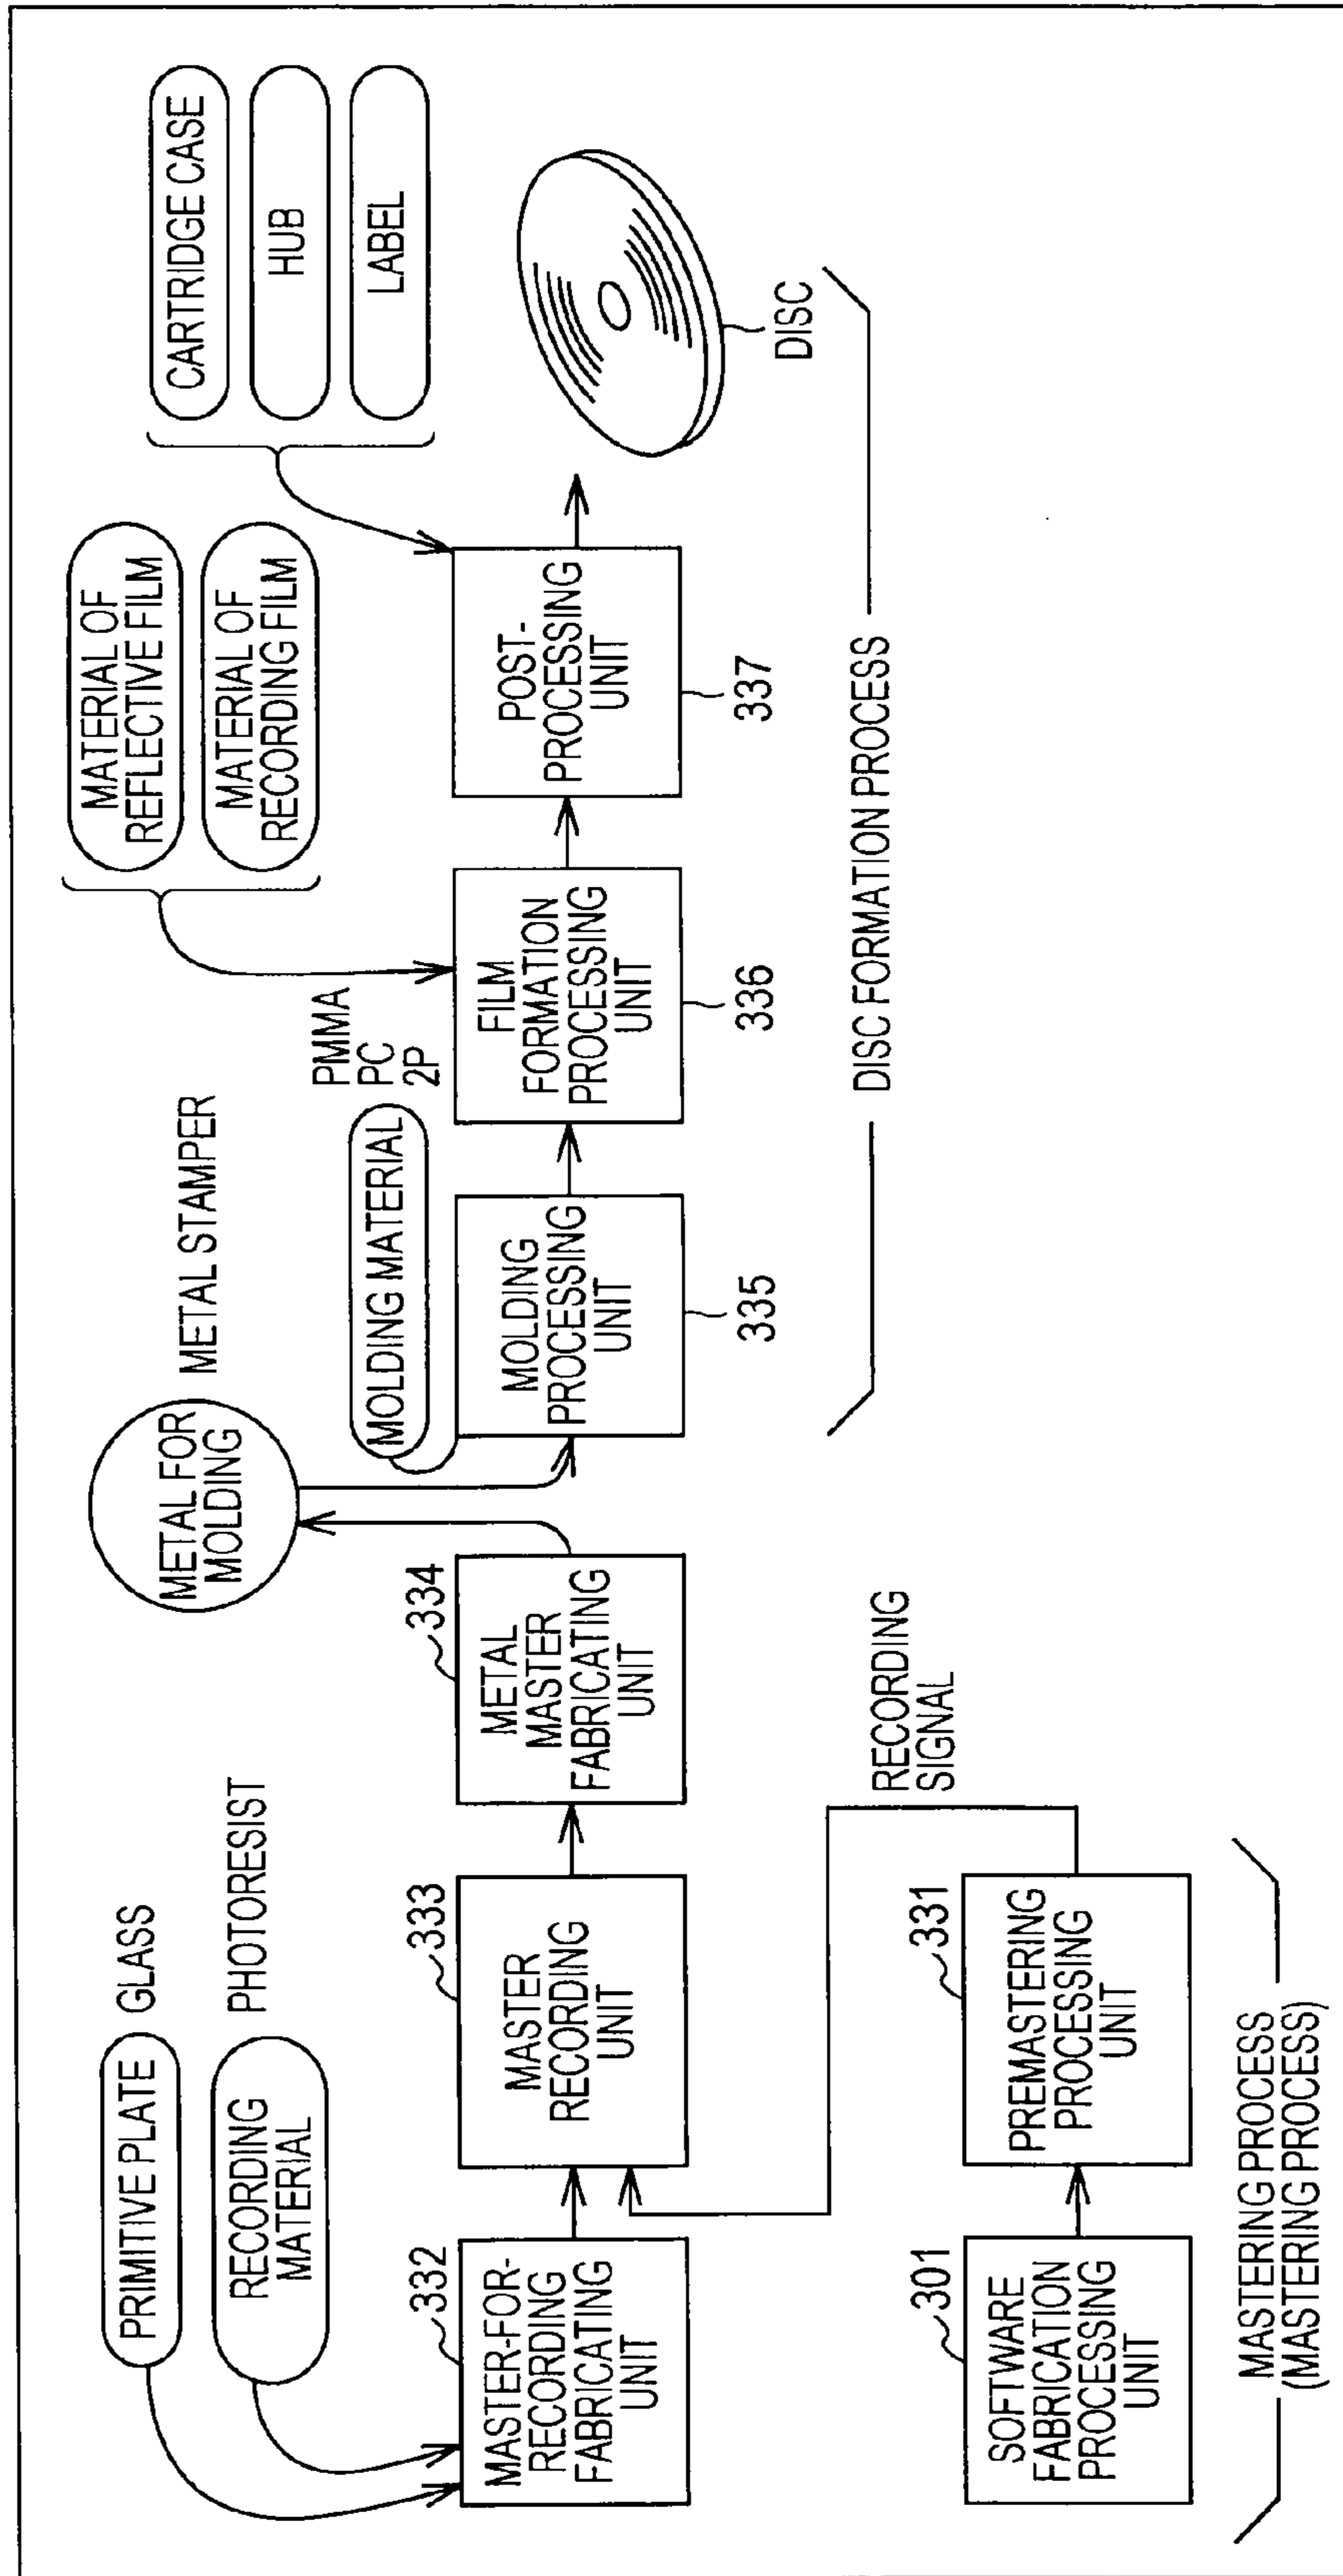 PRIMITIVE PLATE
GLASS
RECORDING
MATERIAL
PHOTORESIST
METAL FOR
MOLDING
METAL STAMPER
MOLDING MATERIAL
PMMA
PC
2P
MATERIAL OF
REFLECTIVE FILM
MATERIAL OF
RECORDING FILM
CARTRIDGE CASE
HUB
LABEL
332
MASTER-FOR-
RECORDING
FABRICATING
UNIT
333
MASTER
RECORDING
UNIT
334
METAL
MASTER
FABRICATING
UNIT
MOLDING
PROCESSING
UNIT
335
FILM
FORMATION
PROCESSING
UNIT
336
POST-
PROCESSING
UNIT
337
DISC
DISC FORMATION PROCESS
RECORDING
SIGNAL
301
SOFTWARE
FABRICATION
PROCESSING
UNIT
331
PREMASTERING
PROCESSING
UNIT
MASTERING PROCESS
(MASTERING PROCESS)